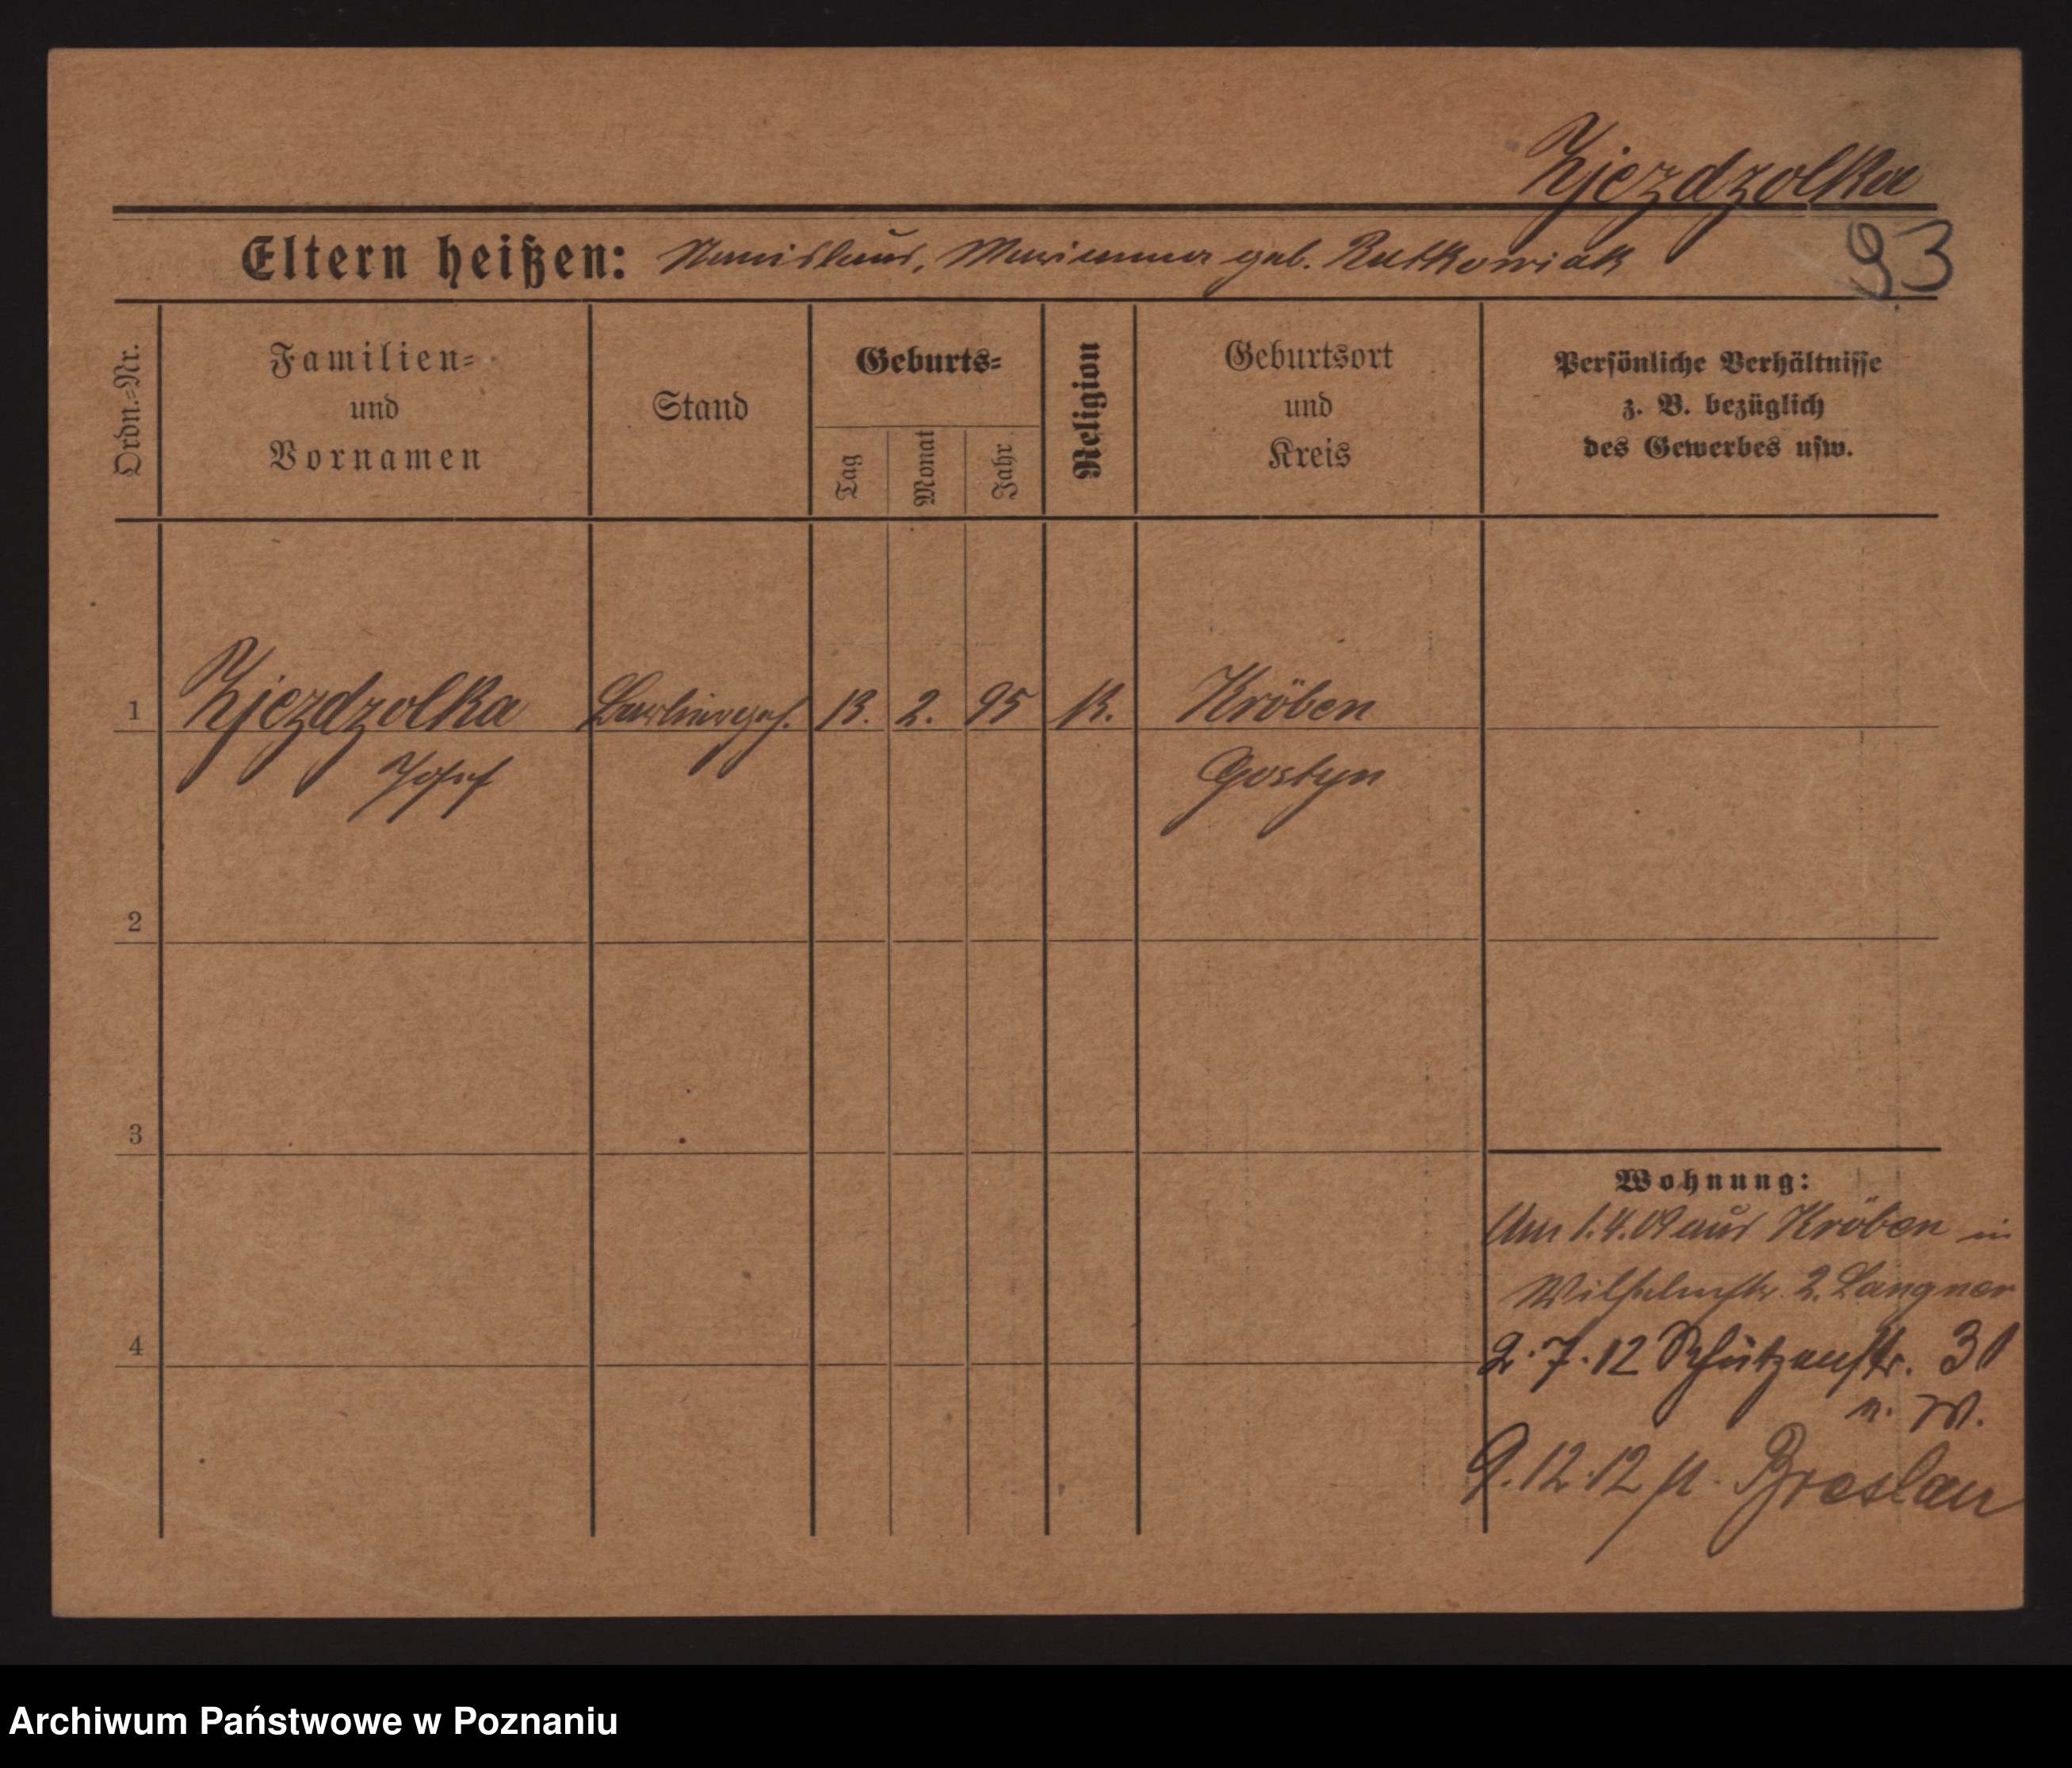 Zjezdzolka
Eltern heißen: Stanislaus, Marianna geb. Ratkowiak
93
Ordn.-Nr.
Familien-
und
Vornamen
Stand
Geburts-
Tag
Monat
Jahr
Religion
Geburtsort
und
Kreis
Persönliche Verhältnisse
z. B. bezüglich
des Gewerbes usw.
1 Zjezdzolka 13. 2. 95 K. Kröben
Josef Gostyn
2
3
4
Wohnung:
Am 1.4.09 aus Kröben in
Wilhelmstr. 2. Langner
2.7.12 Schützenstr. 31
n. W.
9.12.12 n. Breslau
Archiwum Państwowe w Poznaniu